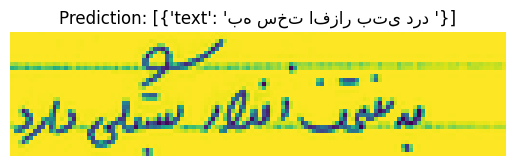 Prediction: [{'text': 'به سخت افزار بتی درد '}]
به سخت افزار بستگی دارد